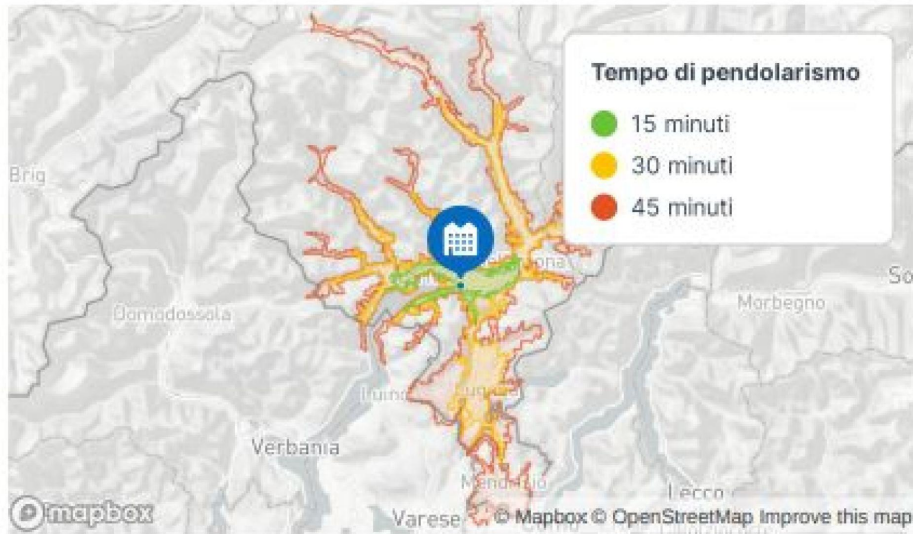 Tempo di pendolarismo
15 minuti
30 minuti
45 minuti
Brig
Morbegno
Domodossola
Luino
Lugano
Verbania
Mendrisio
Lecco
Varese
mapbox
© Mapbox © OpenStreetMap Improve this map